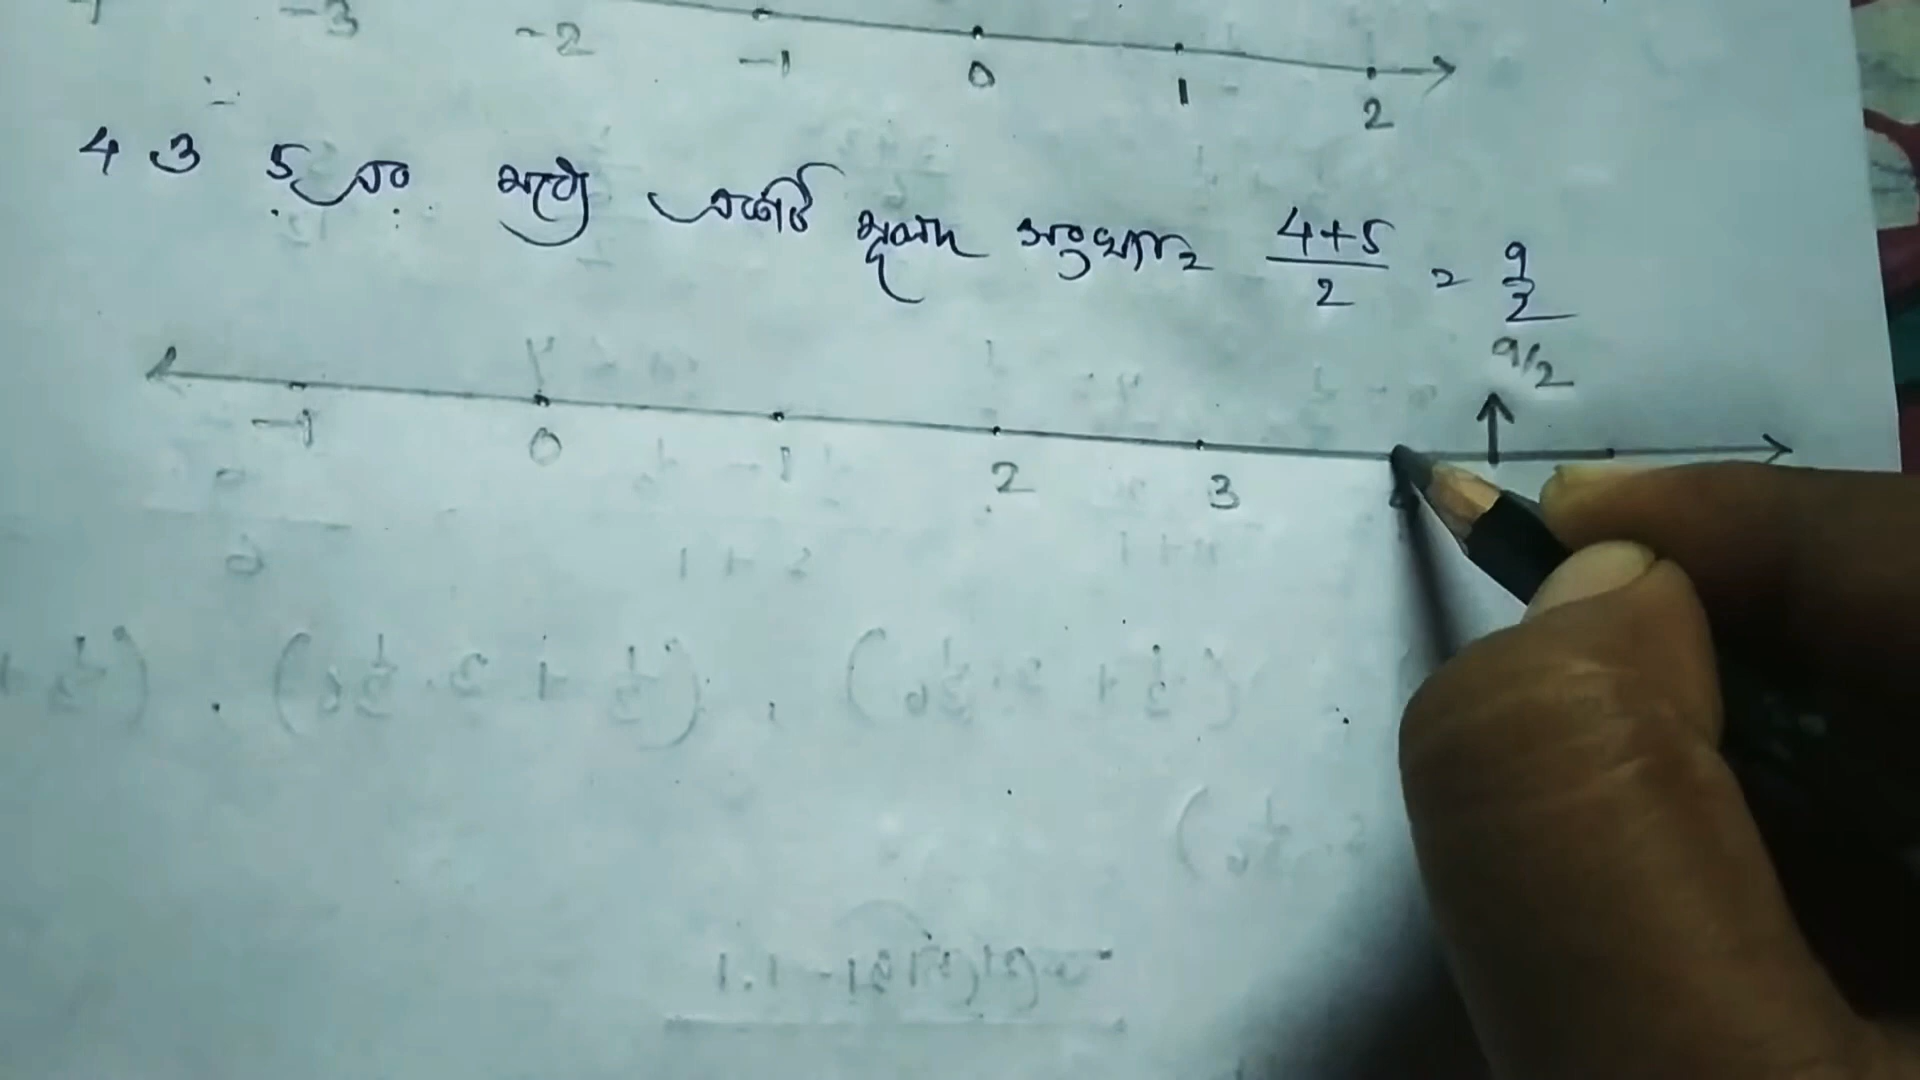 -3 -2 -1 0 1 2
4 ও 5 এর মধ্যে একটি মূলদ সংখ্যা = 4+5/2 = 9/2
9/2
-1 0 1 2 3